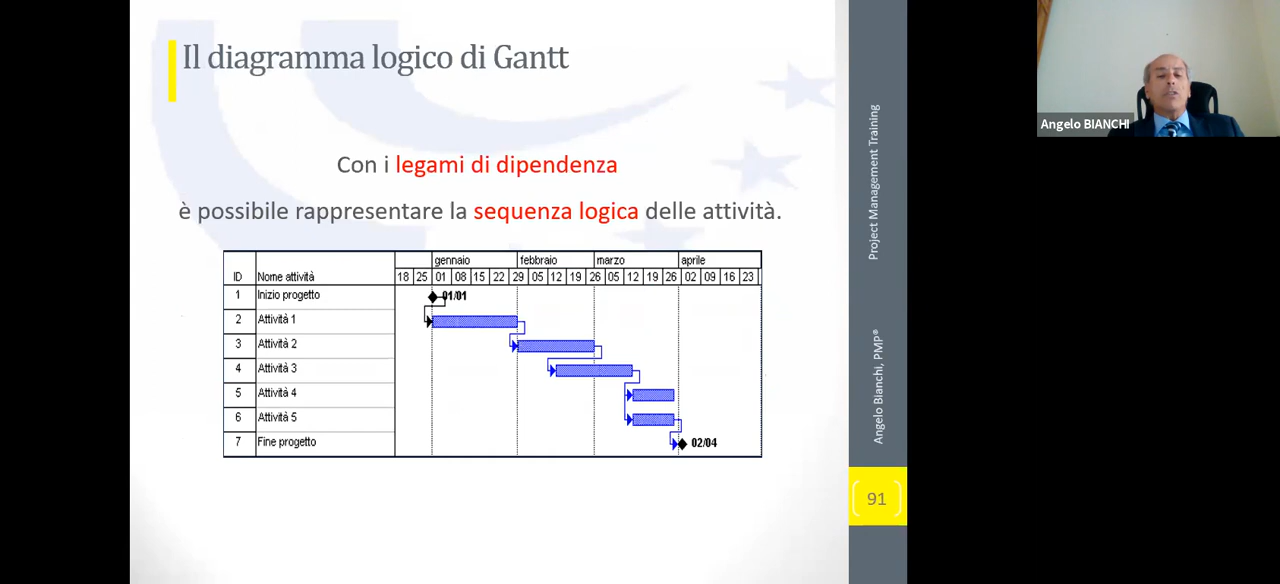 Il diagramma logico di Gantt
Con i legami di dipendenza
è possibile rappresentare la sequenza logica delle attività.
gennaio febbraio marzo aprile
ID Nome attività 18 25 01 08 15 22 29 05 12 19 26 05 12 19 26 02 09 16 23
1 Inizio progetto 01/01
2 Attività 1
3 Attività 2
4 Attività 3
5 Attività 4
6 Attività 5
7 Fine progetto 02/04
Project Management Training
Angelo Bianchi, PMP®
91
Angelo BIANCHI